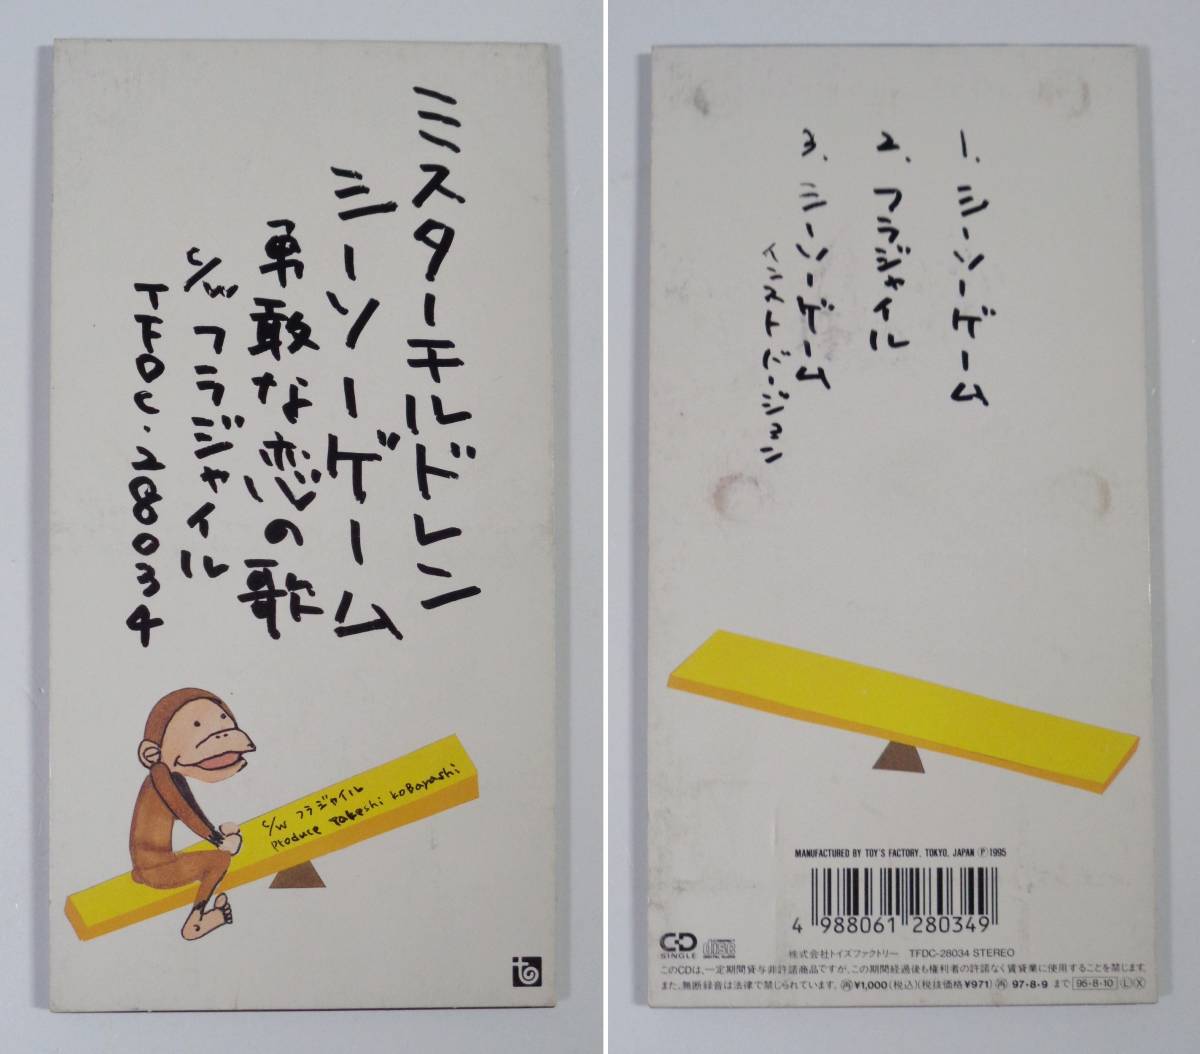 ミスターチルドレン
シーソーゲーム
勇敢な恋の歌
c/w フラジャイル
TFDC-28034
c/w フラジャイル
Produce Takeshi Kobayashi
1. シーソーゲーム
2. フラジャイル
3. シーソーゲーム
インストバージョン
MANUFACTURED BY TOY'S FACTORY, TOKYO, JAPAN Ⓟ1995
4 988061 280349
CD
SINGLE
株式会社トイズファクトリー TFDC-28034 STEREO
このCDは、一定期間貸与非許諾商品ですが、この期間経過後も権利者の許諾なく賃貸業に使用することを禁じます。
また、無断録音は法律で禁じられています。 ㊢¥1,000(税込)(税抜価格¥971) ㊢ 97・8・9 まで 95・8・10 Ⓛ Ⓧ